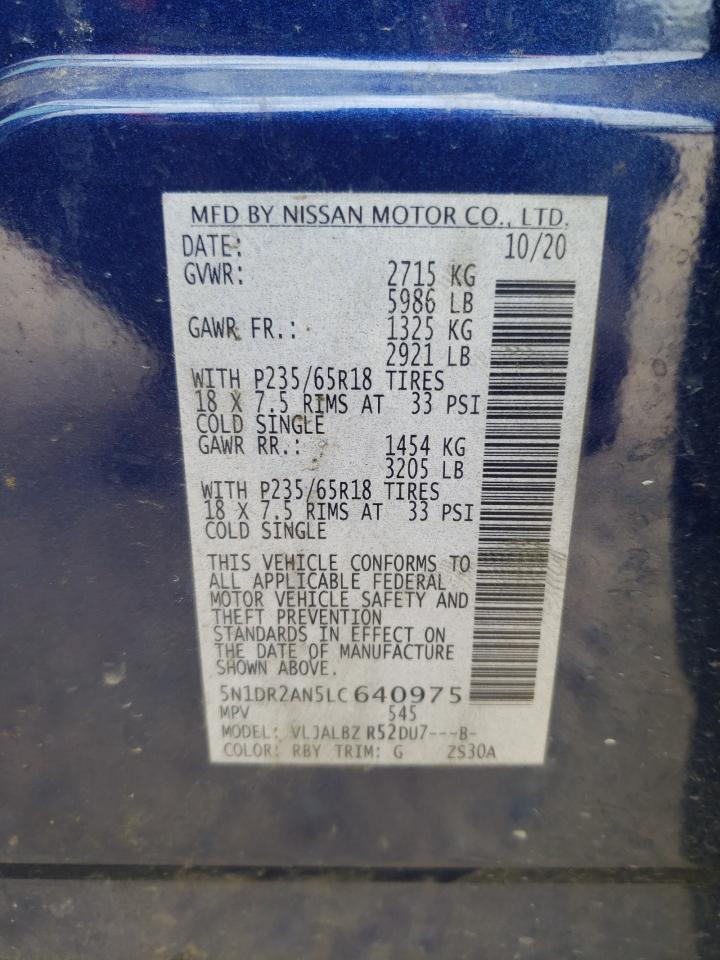 MFD BY NISSAN MOTOR CO., LTD.
DATE: 10/20
GVWR: 2715 KG
5986 LB
GAWR FR.: 1325 KG
2921 LB
WITH P235/65R18 TIRES
18 X 7.5 RIMS AT 33 PSI
COLD SINGLE
GAWR RR.: 1454 KG
3205 LB
WITH P235/65R18 TIRES
18 X 7.5 RIMS AT 33 PSI
COLD SINGLE
THIS VEHICLE CONFORMS TO
ALL APPLICABLE FEDERAL
MOTOR VEHICLE SAFETY AND
THEFT PREVENTION
STANDARDS IN EFFECT ON
THE DATE OF MANUFACTURE
SHOWN ABOVE.
5N1DR2AN5LC640975
MPV 545
MODEL: VLJALBZ R52DU7---B-
COLOR: RBY TRIM: G ZS30A